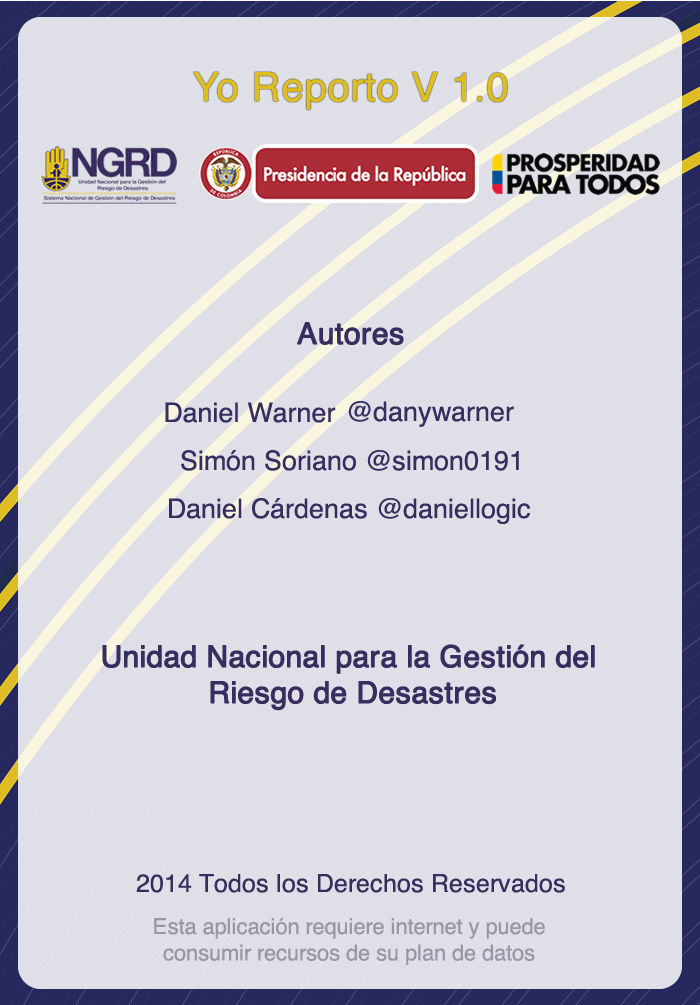 Yo Reporto V 1.0
NGRD
Unidad Nacional para la Gestión del
Riesgo de Desastres
Sistema Nacional de Gestión del Riesgo de Desastres
REPÚBLICA
DE COLOMBIA
Presidencia de la República
PROSPERIDAD
PARA TODOS
Autores
Daniel Warner @danywarner
Simón Soriano @simon0191
Daniel Cárdenas @daniellogic
Unidad Nacional para la Gestión del
Riesgo de Desastres
2014 Todos los Derechos Reservados
Esta aplicación requiere internet y puede
consumir recursos de su plan de datos